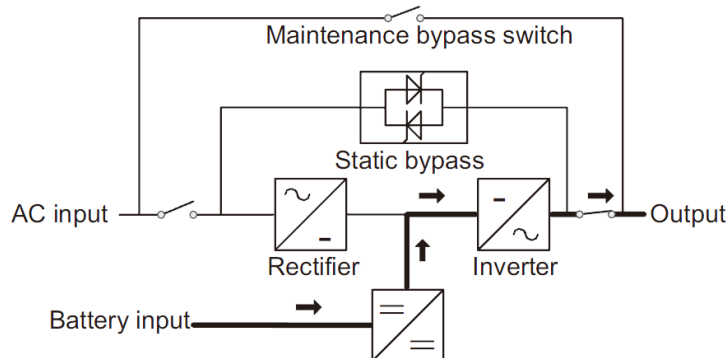 Maintenance bypass switch
Static bypass
AC input
Output
Rectifier
Inverter
Battery input